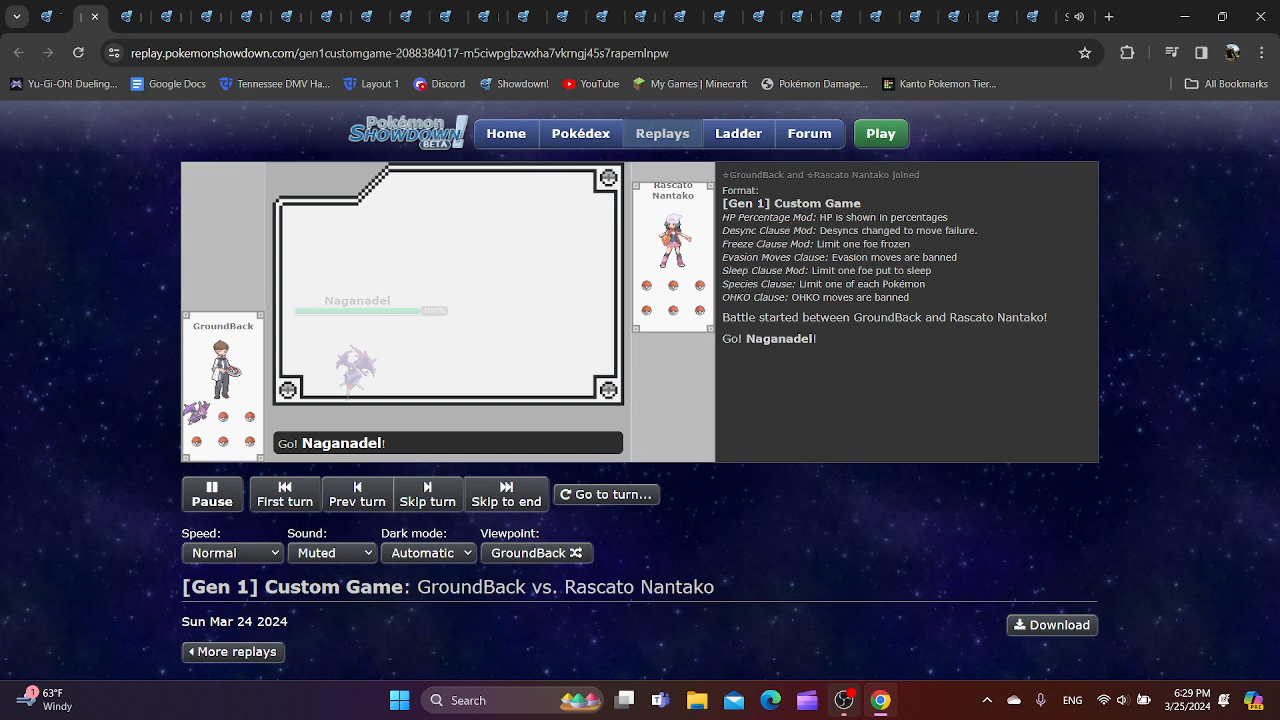 replay.pokemonshowdown.com/gen1customgame-2088384017-m5ciwpgbzwxha7vkrngj45s7rapemlnpw
Yu-Gi-Oh! Dueling... Google Docs Tennessee DMV Ha... Layout 1 Discord Showdown! YouTube My Games | Minecraft Pokémon Damage... Kanto Pokemon Tier... All Bookmarks
Pokémon
SHOWDOWN!
BETA
Home Pokédex Replays Ladder Forum Play
Rascato
Nantako
GroundBack
Naganadel
100%
Go! Naganadel!
☆GroundBack and ☆Rascato Nantako joined
Format:
[Gen 1] Custom Game
HP Percentage Mod: HP is shown in percentages
Desync Clause Mod: Desyncs changed to move failure.
Freeze Clause Mod: Limit one foe frozen
Evasion Moves Clause: Evasion moves are banned
Sleep Clause Mod: Limit one foe put to sleep
Species Clause: Limit one of each Pokémon
OHKO Clause: OHKO moves are banned
Battle started between GroundBack and Rascato Nantako!
Go! Naganadel!
Pause First turn Prev turn Skip turn Skip to end Go to turn...
Speed: Sound: Dark mode: Viewpoint:
Normal Muted Automatic GroundBack
[Gen 1] Custom Game: GroundBack vs. Rascato Nantako
Sun Mar 24 2024
Download
More replays
1
63°F
Windy
Search
ENG
6:29 PM
3/25/2024